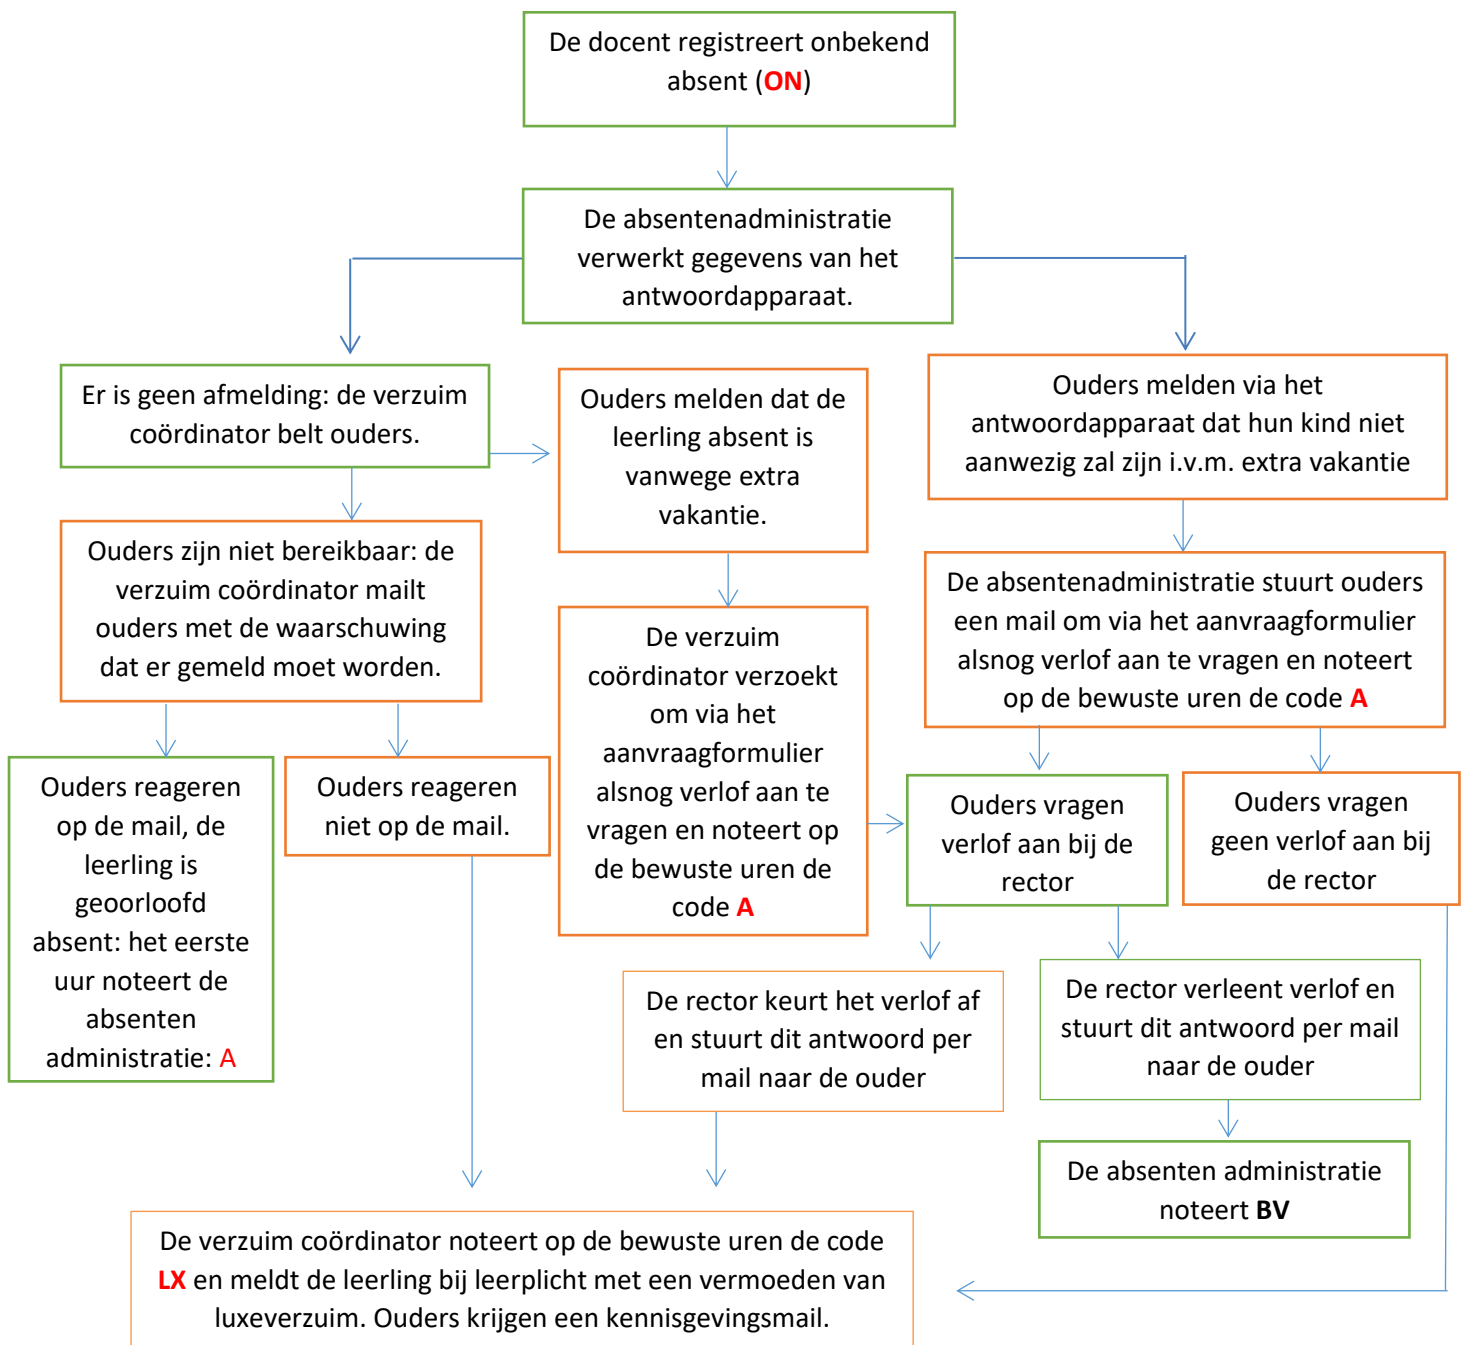 De docent registreert onbekend
absent (ON)
De absentenadministratie
verwerkt gegevens van het
antwoordapparaat.
Er is geen afmelding: de verzuim
coördinator belt ouders.
Ouders melden dat de
leerling absent is
vanwege extra
vakantie.
Ouders melden via het
antwoordapparaat dat hun kind niet
aanwezig zal zijn i.v.m. extra vakantie
Ouders zijn niet bereikbaar: de
verzuim coördinator mailt
ouders met de waarschuwing
dat er gemeld moet worden.
De verzuim
coördinator verzoekt
om via het
aanvraagformulier
alsnog verlof aan te
vragen en noteert op
de bewuste uren de
code A
De absentenadministratie stuurt ouders
een mail om via het aanvraagformulier
alsnog verlof aan te vragen en noteert
op de bewuste uren de code A
Ouders reageren
op de mail, de
leerling is
geoorloofd
absent: het eerste
uur noteert de
absenten
administratie: A
Ouders reageren
niet op de mail.
Ouders vragen
verlof aan bij de
rector
Ouders vragen
geen verlof aan bij
de rector
De rector keurt het verlof af
en stuurt dit antwoord per
mail naar de ouder
De rector verleent verlof en
stuurt dit antwoord per mail
naar de ouder
De absenten administratie
noteert BV
De verzuim coördinator noteert op de bewuste uren de code
LX en meldt de leerling bij leerplicht met een vermoeden van
luxeverzuim. Ouders krijgen een kennisgevingsmail.